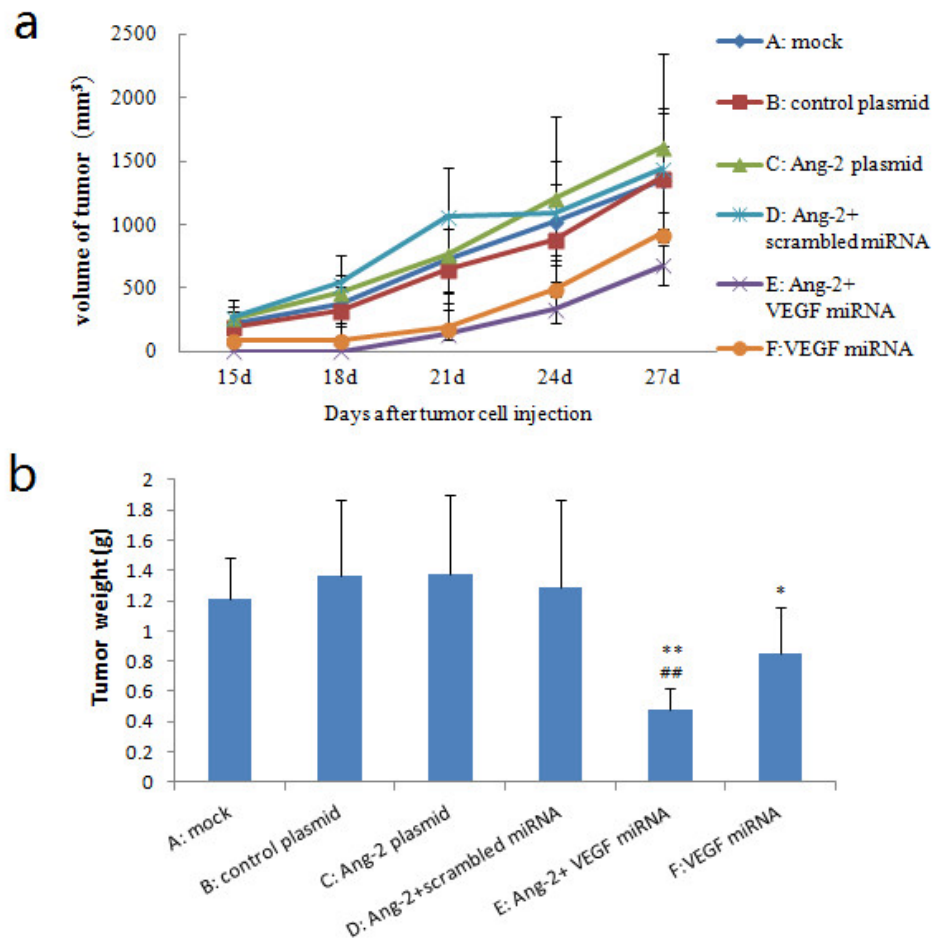 a
volume of tumor (mm³)
2500
2000
1500
1000
500
0
15d 18d 21d 24d 27d
Days after tumor cell injection
A: mock
B: control plasmid
C: Ang-2 plasmid
D: Ang-2+
scrambled miRNA
E: Ang-2+
VEGF miRNA
F:VEGF miRNA
b
Tumor weight(g)
2
1.8
1.6
1.4
1.2
1
0.8
0.6
0.4
0.2
0
**
##
*
A: mock
B: control plasmid
C: Ang-2 plasmid
D: Ang-2+scrambled miRNA
E: Ang-2+ VEGF miRNA
F:VEGF miRNA